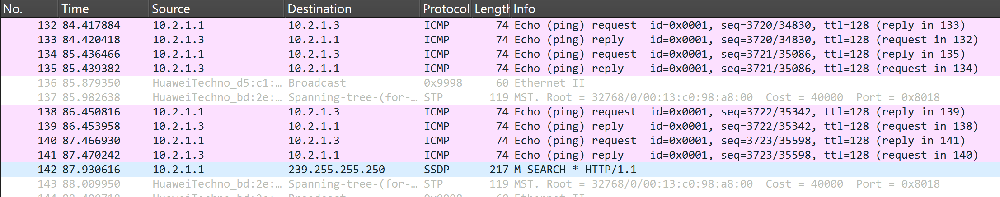 No. Time Source Destination Protocol Length Info
132 84.417884 10.2.1.1 10.2.1.3 ICMP 74 Echo (ping) request id=0x0001, seq=3720/34830, ttl=128 (reply in 133)
133 84.420418 10.2.1.3 10.2.1.1 ICMP 74 Echo (ping) reply id=0x0001, seq=3720/34830, ttl=128 (request in 132)
134 85.436466 10.2.1.1 10.2.1.3 ICMP 74 Echo (ping) request id=0x0001, seq=3721/35086, ttl=128 (reply in 135)
135 85.439382 10.2.1.3 10.2.1.1 ICMP 74 Echo (ping) reply id=0x0001, seq=3721/35086, ttl=128 (request in 134)
136 85.879350 HuaweiTechno_d5:c1:… Broadcast 0x9998 60 Ethernet II
137 85.982638 HuaweiTechno_bd:2e:… Spanning-tree-(for-… STP 119 MST. Root = 32768/0/00:13:c0:98:a8:00 Cost = 40000 Port = 0x8018
138 86.450816 10.2.1.1 10.2.1.3 ICMP 74 Echo (ping) request id=0x0001, seq=3722/35342, ttl=128 (reply in 139)
139 86.453958 10.2.1.3 10.2.1.1 ICMP 74 Echo (ping) reply id=0x0001, seq=3722/35342, ttl=128 (request in 138)
140 87.466930 10.2.1.1 10.2.1.3 ICMP 74 Echo (ping) request id=0x0001, seq=3723/35598, ttl=128 (reply in 141)
141 87.470242 10.2.1.3 10.2.1.1 ICMP 74 Echo (ping) reply id=0x0001, seq=3723/35598, ttl=128 (request in 140)
142 87.930616 10.2.1.1 239.255.255.250 SSDP 217 M-SEARCH * HTTP/1.1
143 88.009950 HuaweiTechno_bd:2e:… Spanning-tree-(for-… STP 119 MST. Root = 32768/0/00:13:c0:98:a8:00 Cost = 40000 Port = 0x8018